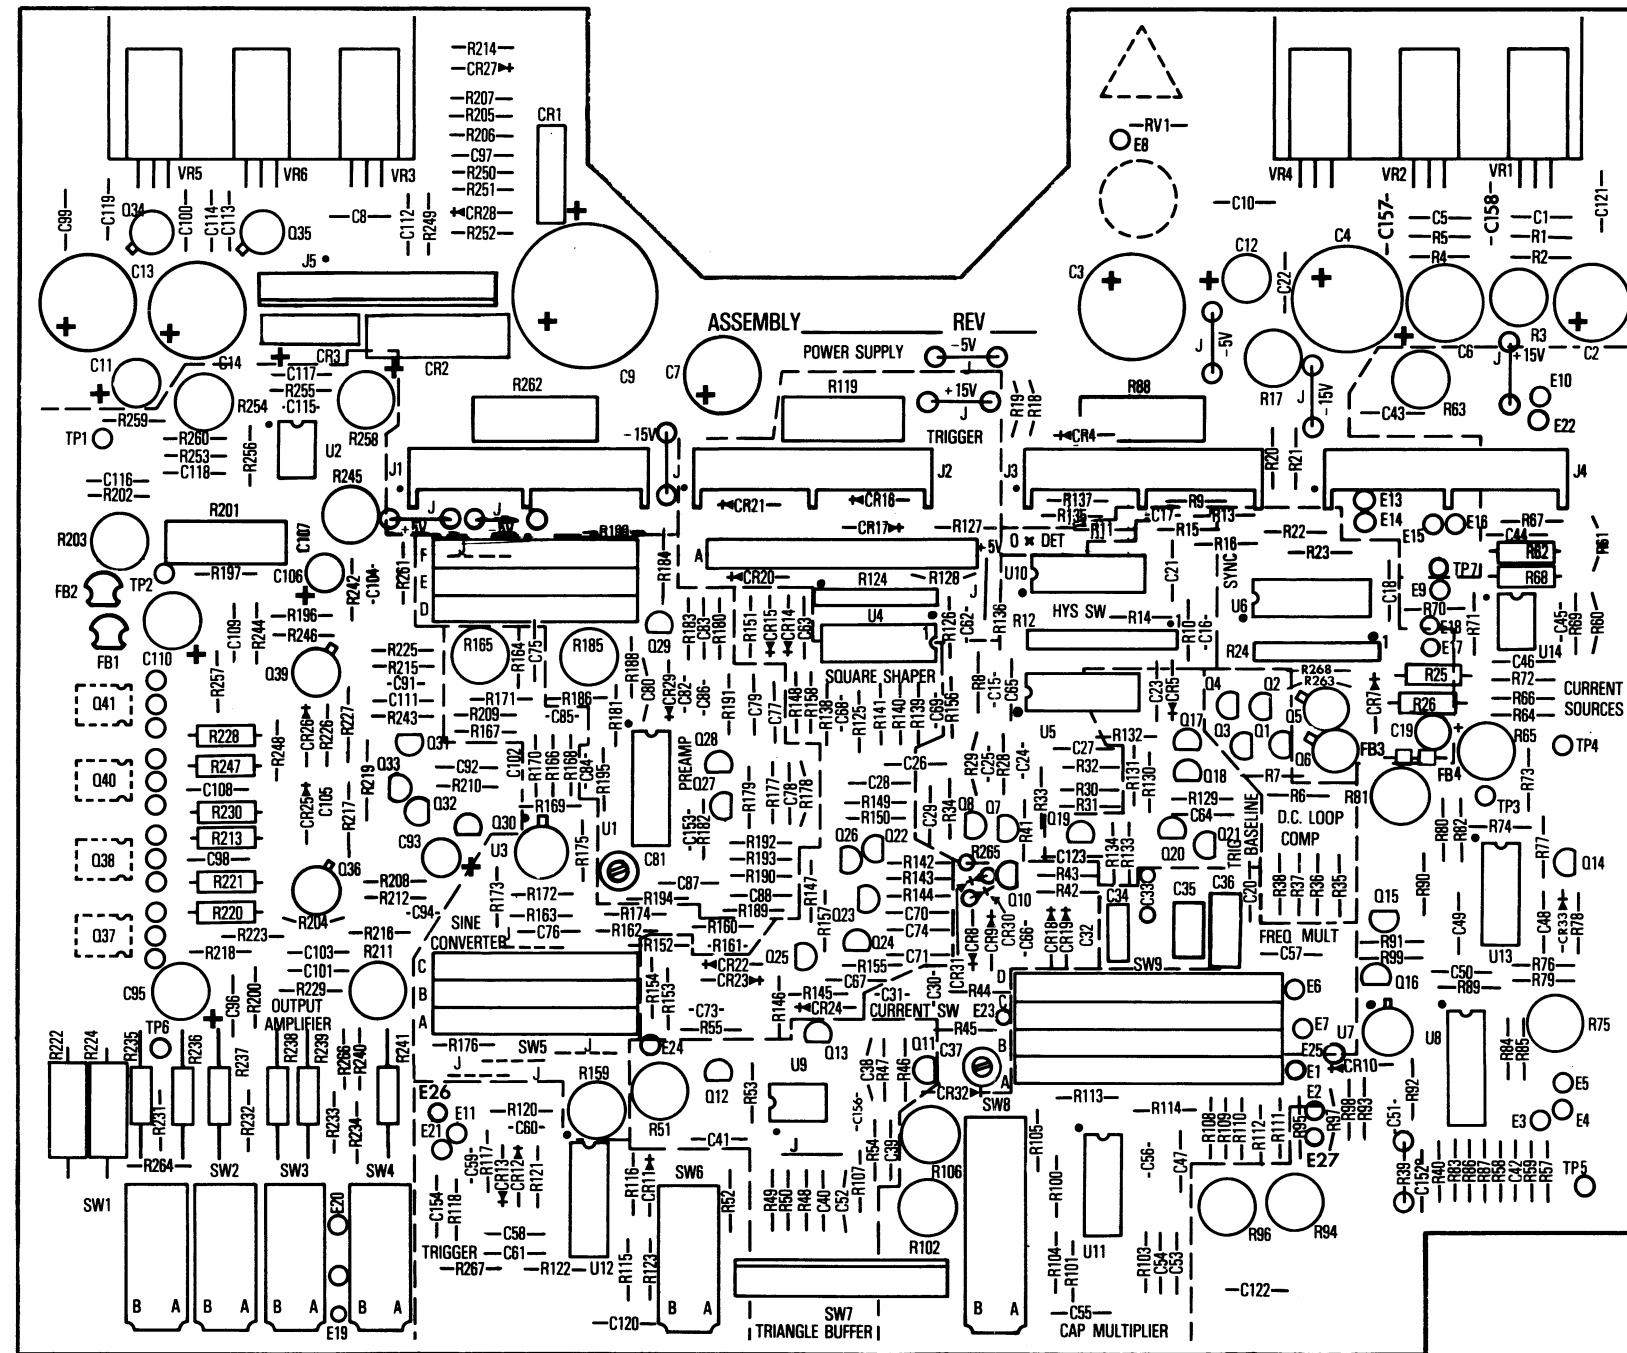 R214
CR27
R207
R205
R206
C97
R250
R251
CR28
R252
CR1
RV1
E8
VR5
VR6
VR3
VR4
VR2
VR1
C99
C119
Q34
C100
C114
C113
Q35
C8
C112
R249
C10
C157
C5
R5
R4
C158
C1
R1
R2
C121
C13
J5
C12
C22
C4
C3
C11
C14
CR3
CR2
C9
C7
ASSEMBLY REV
POWER SUPPLY
-5V
J
+15V
J
TRIGGER
J
-5V
R17
J
-15V
C6
R3
J
+15V
C2
C117
R255
C115
R259
R254
R258
R262
R119
R19
R18
R88
CR4
C43
R63
E10
E22
TP1
R260
R253
C118
R256
U2
-15V
J
R20
R21
C116
R202
R245
J1
J2
J3
J4
CR21
CR18
R137
R9
E13
E14
E15
E16
R67
C44
R61
R203
R201
C107
J
J
+5V
-5V
R189
CR17
R127
R11
C17
R15
R13
R16
R22
R23
R62
R68
FB2
TP2
R197
C106
R242
C104
R261
F
E
D
J
R184
A
+5V
CR20
R124
R128
J
0 DET
U10
C21
SYNC
U6
C18
E9
TP7
FB1
R196
R246
C109
R244
R225
R215
C91
C111
R243
R165
R164
C75
R185
R188
Q29
R183
C83
R180
R151
CR15
CR14
C63
U4
1
R126
C62
R136
R12
HYS SW
R14
1
R10
C16
R24
1
R70
E18
E17
R71
U14
C45
R69
R60
C110
R257
Q39
R171
R186
C85
R209
R167
R181
C80
CR29
C82
C86
R191
C79
C77
R148
R158
SQUARE SHAPER
R138
C68
R125
R141
R140
R139
C69
R156
R8
C15
C65
U5
C23
CR5
Q4
Q2
R268
R263
Q5
Q3
Q1
Q6
CR7
R25
R26
C19
C46
R72
R66
R64
CURRENT
SOURCES
Q41
R228
R248
CR26
R226
R227
Q31
C92
R210
C102
R170
R166
R168
C84
R195
PREAMP
Q28
Q27
R179
R177
C78
R178
C26
C28
R149
R150
C29
R34
R29
C25
R28
C24
C27
R32
R30
R31
R33
R132
R131
R130
Q17
Q18
R129
C64
R7
R6
FB3
FB4
R81
R65
TP4
R73
TP3
Q40
R247
C108
R230
R213
C98
R221
R220
R223
R218
CR25
C105
R217
R219
Q33
Q32
C93
Q30
R169
U3
R175
U1
C81
C153
R182
R192
R193
R190
C88
R189
C87
R194
R174
R162
R160
R161
R147
R157
Q26
Q22
Q23
Q24
Q25
R142
R143
R144
C70
C74
C71
Q8
Q7
R41
Q19
R265
Q10
C123
R43
R42
R134
R133
Q20
Q21
TRIG
BASELINE
C20
D.C. LOOP
COMP
R38
R37
R36
R35
R80
R82
R74
R77
Q14
Q38
Q36
R208
R212
C94
R204
R216
R173
R172
R163
C76
J
SINE
CONVERTER
R152
CR22
CR23
R155
C67
CR8
CR9
CR30
C66
CR18
CR19
C32
C34
C33
C35
C36
FREQ MULT
C57
Q15
R90
R91
R99
C49
U13
C48
CR33
R78
Q37
C95
C96
R200
C103
C101
R229
R211
OUTPUT
AMPLIFIER
C
B
A
R154
R153
C73
R55
R146
R145
CR24
C31
C30
CR31
CURRENT SW
R44
E23
R45
SW9
D
C
B
A
E6
E7
U7
Q16
C50
R89
R76
R79
R222
R224
R235
TP6
R236
R237
R238
R239
R266
R240
R241
R176
SW5
J
J
J
E24
Q12
R53
U9
Q13
C38
R47
R46
Q11
C37
CR32
SW8
R113
R114
E25
CR10
E1
E2
R92
U8
R84
R85
R75
E5
E4
E3
R231
R232
R233
R234
R264
SW1
SW2
SW3
SW4
E26
E11
E21
R120
C60
R159
R51
C41
J
C156
R54
C39
R106
R105
C56
C47
R108
R109
R110
R112
R111
R95
R97
R98
R93
E27
C51
C59
R117
CR13
CR12
R121
R116
CR11
SW6
R52
R49
R50
R48
C40
C52
R107
R100
R39
C152
R40
R83
R86
R87
R58
C42
R59
R57
TP5
E20
C154
R118
TRIGGER
R267
C58
C61
R122
U12
R115
R123
C120
R102
R104
R101
U11
R103
C54
C53
R96
R94
C122
B A
B A
B A
B A
E19
B A
SW7
TRIANGLE BUFFER
B A
C55
CAP MULTIPLIER